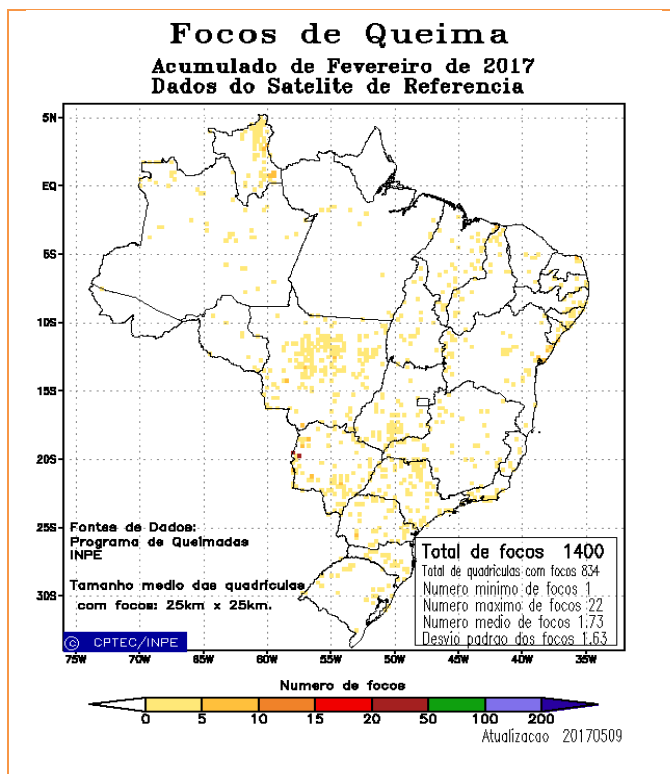 Focos de Queima
Acumulado de Fevereiro de 2017
Dados do Satelite de Referencia
5N
EQ
5S
10S
15S
20S
25S
30S
Fontes de Dados:
Programa de Queimadas
INPE
Tamanho medio das quadrículas
com focos: 25km x 25km.
Total de focos 1400
Total de quadrículas com focos 834
Numero minimo de focos 1
Numero maximo de focos 22
Numero medio de focos 1.73
Desvio padrao dos focos 1.63
© CPTEC/INPE
75W 70W 65W 60W 55W 50W 45W 40W 35W
Numero de focos
0 5 10 15 20 50 100 200
Atualizacao 20170509